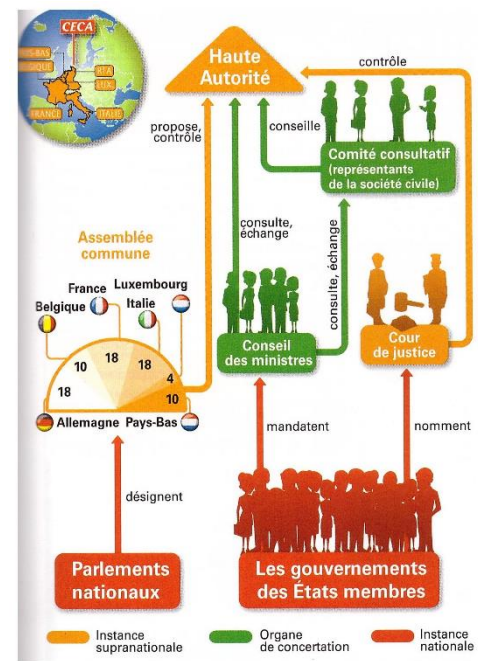 CECA
PAYS-BAS
BELGIQUE
RFA
LUX.
FRANCE
ITALIE
Haute
Autorité
contrôle
propose,
contrôle
conseille
Comité consultatif
(représentants
de la société civile)
consulte,
échange
consulte, échange
Assemblée
commune
France
Luxembourg
Belgique
Italie
10
18
18
4
18
10
Allemagne
Pays-Bas
Conseil
des ministres
Cour
de justice
mandatent
nomment
désignent
Parlements
nationaux
Les gouvernements
des États membres
Instance
supranationale
Organe
de concertation
Instance
nationale